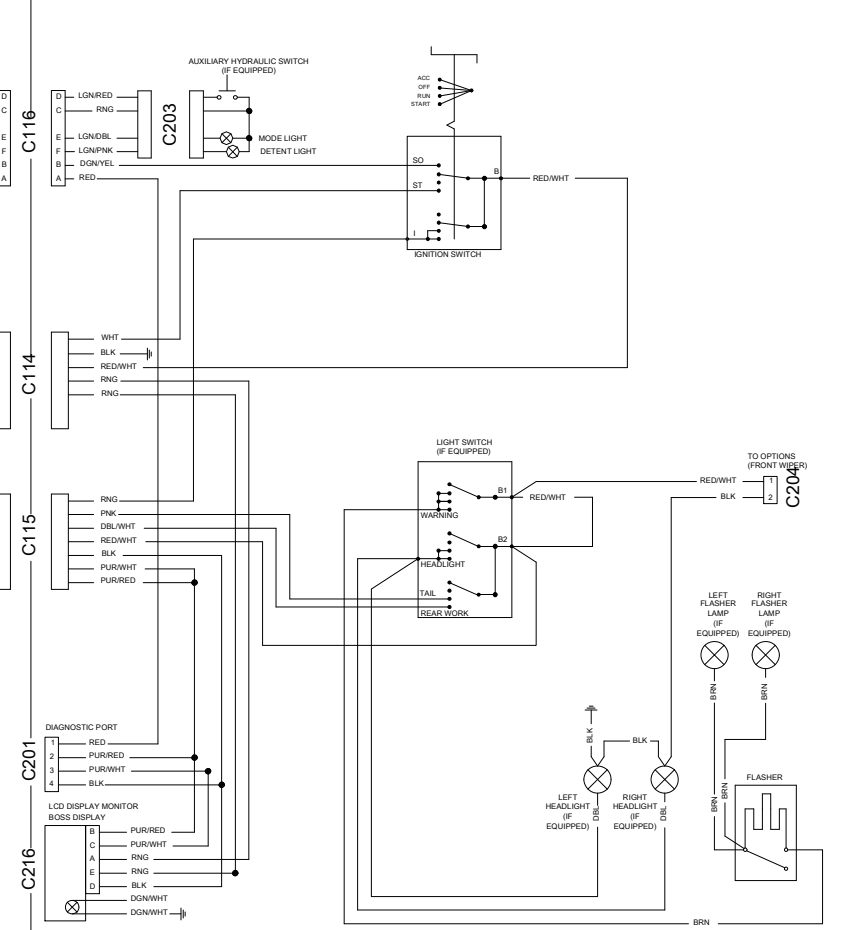 AUXILIARY HYDRAULIC SWITCH
(IF EQUIPPED)
ACC
OFF
RUN
START
D
C
E
F
B
A
C116
D
C
E
F
B
A
LGN/RED
RNG
LGN/DBL
LGN/PNK
DGN/YEL
RED
C203
MODE LIGHT
DETENT LIGHT
SO
ST
I
B
RED/WHT
IGNITION SWITCH
C114
WHT
BLK
RED/WHT
RNG
RNG
LIGHT SWITCH
(IF EQUIPPED)
B1
RED/WHT
WARNING
B2
HEADLIGHT
TAIL
REAR WORK
TO OPTIONS
(FRONT WIPER)
RED/WHT
BLK
1
2
C204
C115
RNG
PNK
DBL/WHT
RED/WHT
BLK
PUR/WHT
PUR/RED
LEFT
FLASHER
LAMP
(IF
EQUIPPED)
RIGHT
FLASHER
LAMP
(IF
EQUIPPED)
BRN
BRN
DIAGNOSTIC PORT
C201
1
2
3
4
RED
PUR/RED
PUR/WHT
BLK
BLK
BLK
LEFT
HEADLIGHT
(IF
EQUIPPED)
DBL
RIGHT
HEADLIGHT
(IF
EQUIPPED)
DBL
BRN
BRN
FLASHER
LCD DISPLAY MONITOR
BOSS DISPLAY
C216
B
C
A
E
D
PUR/RED
PUR/WHT
RNG
RNG
BLK
DGN/WHT
DGN/WHT
BRN